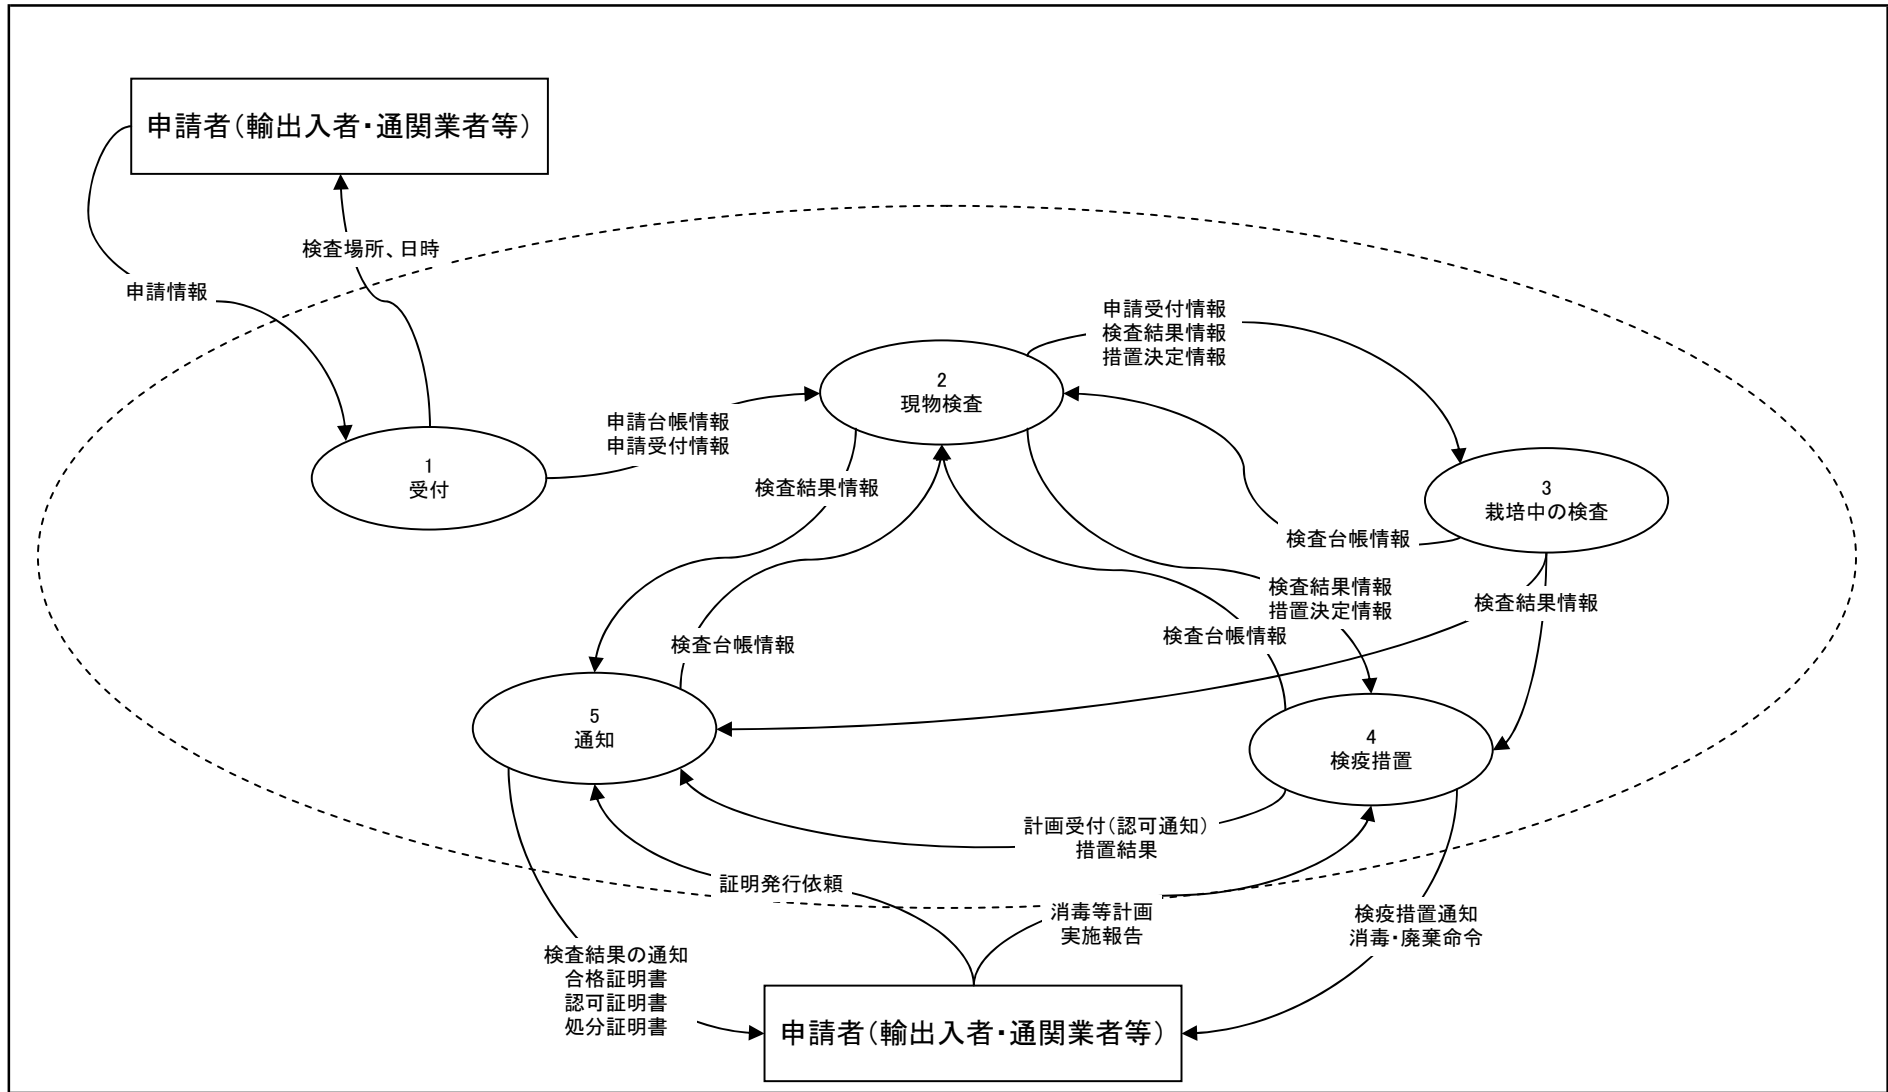 申請者（輸出入者・通関業者等）
検査場所、日時
申請情報
申請受付情報
検査結果情報
措置決定情報
2
現物検査
申請台帳情報
申請受付情報
1
受付
検査結果情報
3
栽培中の検査
検査台帳情報
検査結果情報
措置決定情報
検査結果情報
検査台帳情報
検査台帳情報
5
通知
4
検疫措置
計画受付（認可通知）
措置結果
証明発行依頼
消毒等計画
実施報告
検疫措置通知
消毒・廃棄命令
検査結果の通知
合格証明書
認可証明書
処分証明書
申請者（輸出入者・通関業者等）